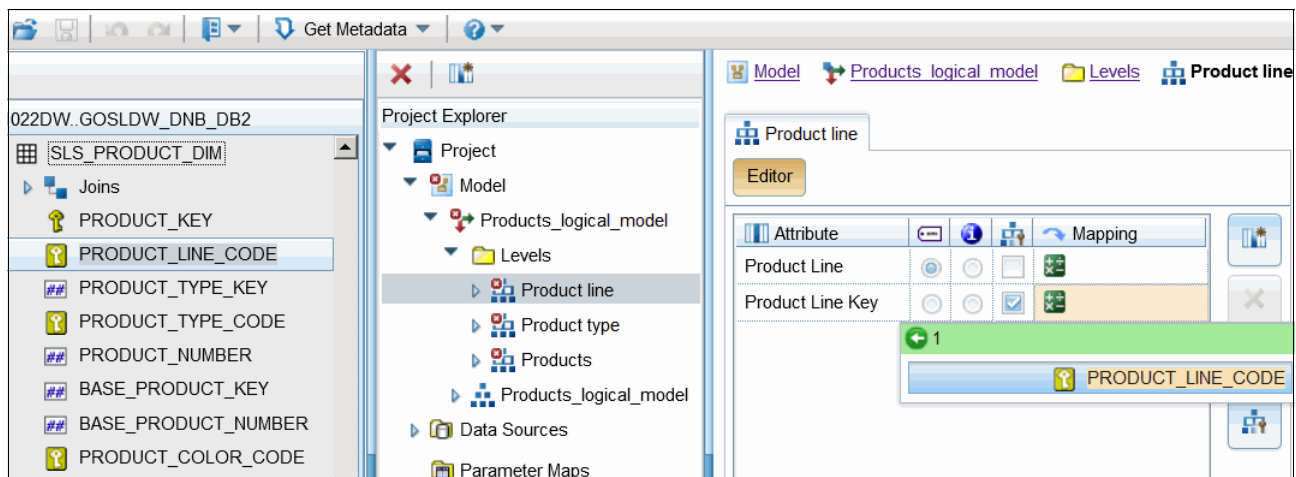 Get Metadata
022DW..GOSLDW_DNB_DB2
SLS_PRODUCT_DIM
Joins
PRODUCT_KEY
PRODUCT_LINE_CODE
PRODUCT_TYPE_KEY
PRODUCT_TYPE_CODE
PRODUCT_NUMBER
BASE_PRODUCT_KEY
BASE_PRODUCT_NUMBER
PRODUCT_COLOR_CODE
Project Explorer
Project
Model
Products_logical_model
Levels
Product line
Product type
Products
Products_logical_model
Data Sources
Parameter Maps
Model Products_logical_model Levels Product line
Product line
Editor
Attribute Mapping
Product Line
Product Line Key
1
PRODUCT_LINE_CODE